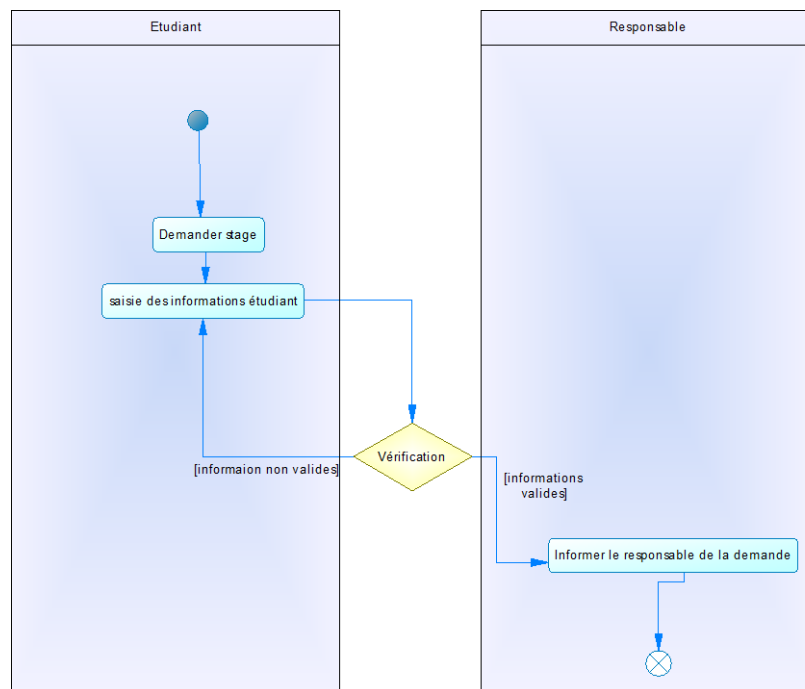 Etudiant
Responsable
Demander stage
saisie des informations étudiant
Vérification
[informaion non valides]
[informations
valides]
Informer le responsable de la demande